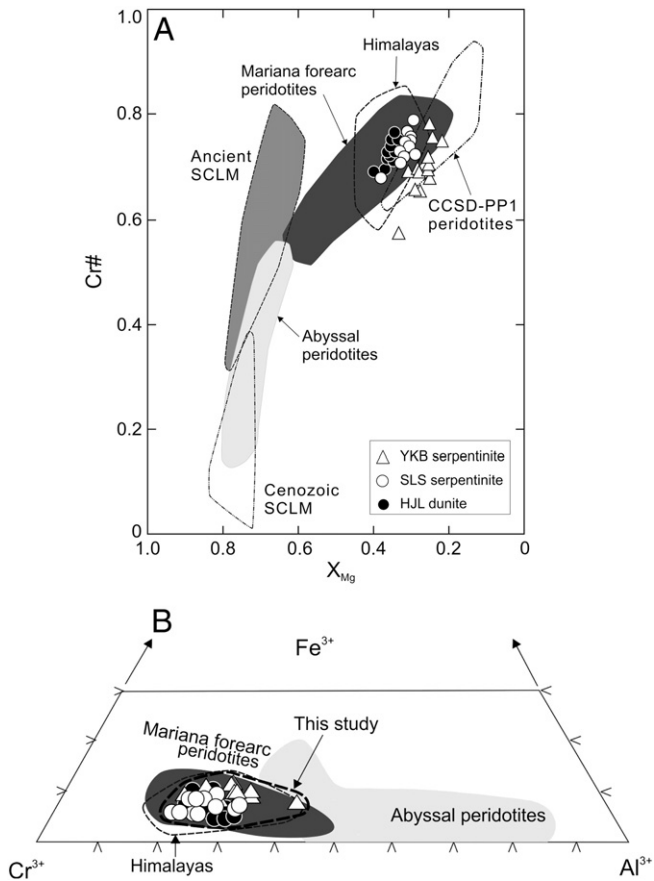 A
1.0
0.8
0.6
0.4
0.2
0
Cr#
Himalayas
Mariana forearc
peridotites
Ancient
SCLM
CCSD-PP1
peridotites
Abyssal
peridotites
Cenozoic
SCLM
YKB serpentinite
SLS serpentinite
HJL dunite
1.0 0.8 0.6 0.4 0.2 0
XMg
B
Fe3+
This study
Mariana forearc
peridotites
Abyssal peridotites
Himalayas
Cr3+
Al3+